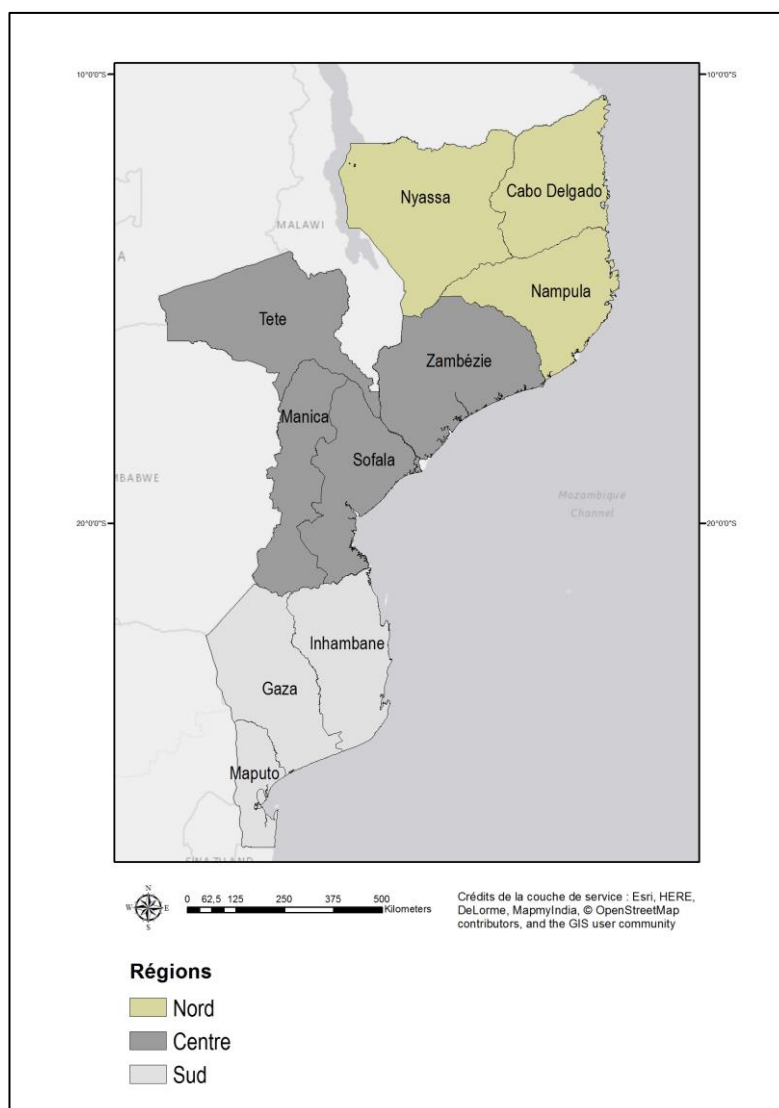 10°0'0"S
10°0'0"S
Cabo Delgado
Nyassa
MALAWI
A
Nampula
Tete
Zambézie
Manica
Sofala
MBABWE
Mozambique
Channel
20°0'0"S
20°0'0"S
Inhambane
Gaza
Maputo
SWAZILAND
N
W
E
S
0 62,5 125 250 375 500
Kilometers
Crédits de la couche de service : Esri, HERE,
DeLorme, MapmyIndia, © OpenStreetMap
contributors, and the GIS user community
Régions
Nord
Centre
Sud